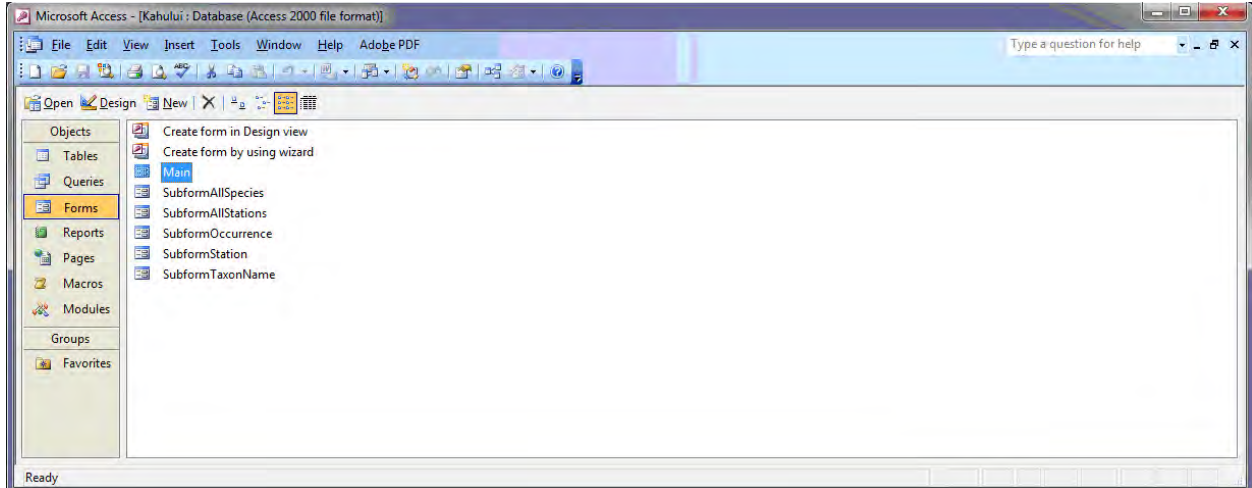 Microsoft Access - [Kahului : Database (Access 2000 file format)]
File Edit View Insert Tools Window Help Adobe PDF Type a question for help
Open Design New
Objects
Tables
Queries
Forms
Reports
Pages
Macros
Modules
Groups
Favorites
Create form in Design view
Create form by using wizard
Main
SubformAllSpecies
SubformAllStations
SubformOccurrence
SubformStation
SubformTaxonName
Ready